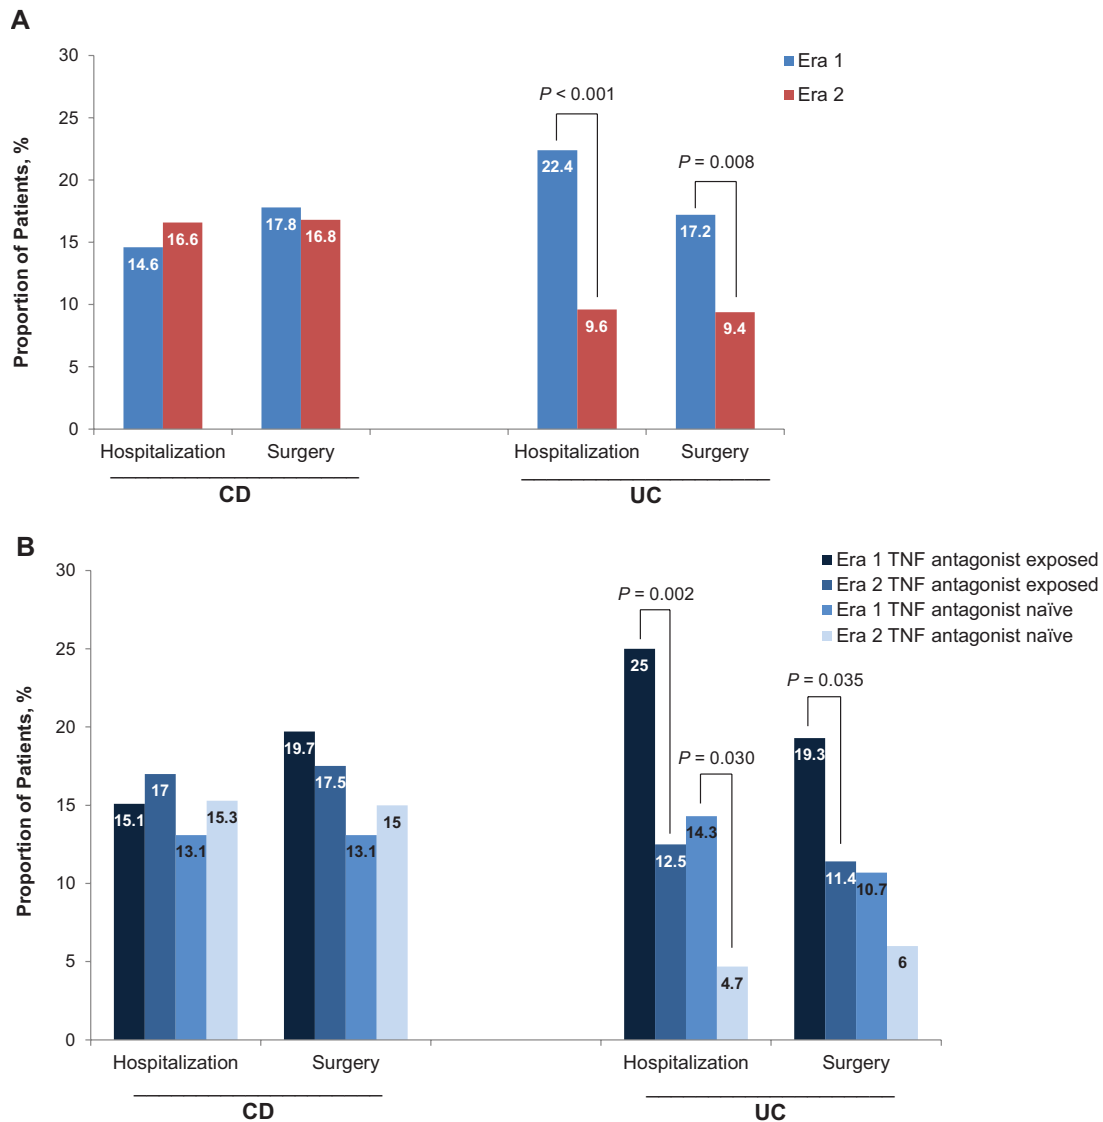 A
Era 1
Era 2
Proportion of Patients, %
30
25
20
15
10
5
0
P < 0.001
P = 0.008
14.6
16.6
17.8
16.8
22.4
9.6
17.2
9.4
Hospitalization
Surgery
Hospitalization
Surgery
CD
UC
B
Era 1 TNF antagonist exposed
Era 2 TNF antagonist exposed
Era 1 TNF antagonist naïve
Era 2 TNF antagonist naïve
Proportion of Patients, %
30
25
20
15
10
5
0
P = 0.002
P = 0.030
P = 0.035
15.1
17
13.1
15.3
19.7
17.5
13.1
15
25
12.5
14.3
4.7
19.3
11.4
10.7
6
Hospitalization
Surgery
Hospitalization
Surgery
CD
UC